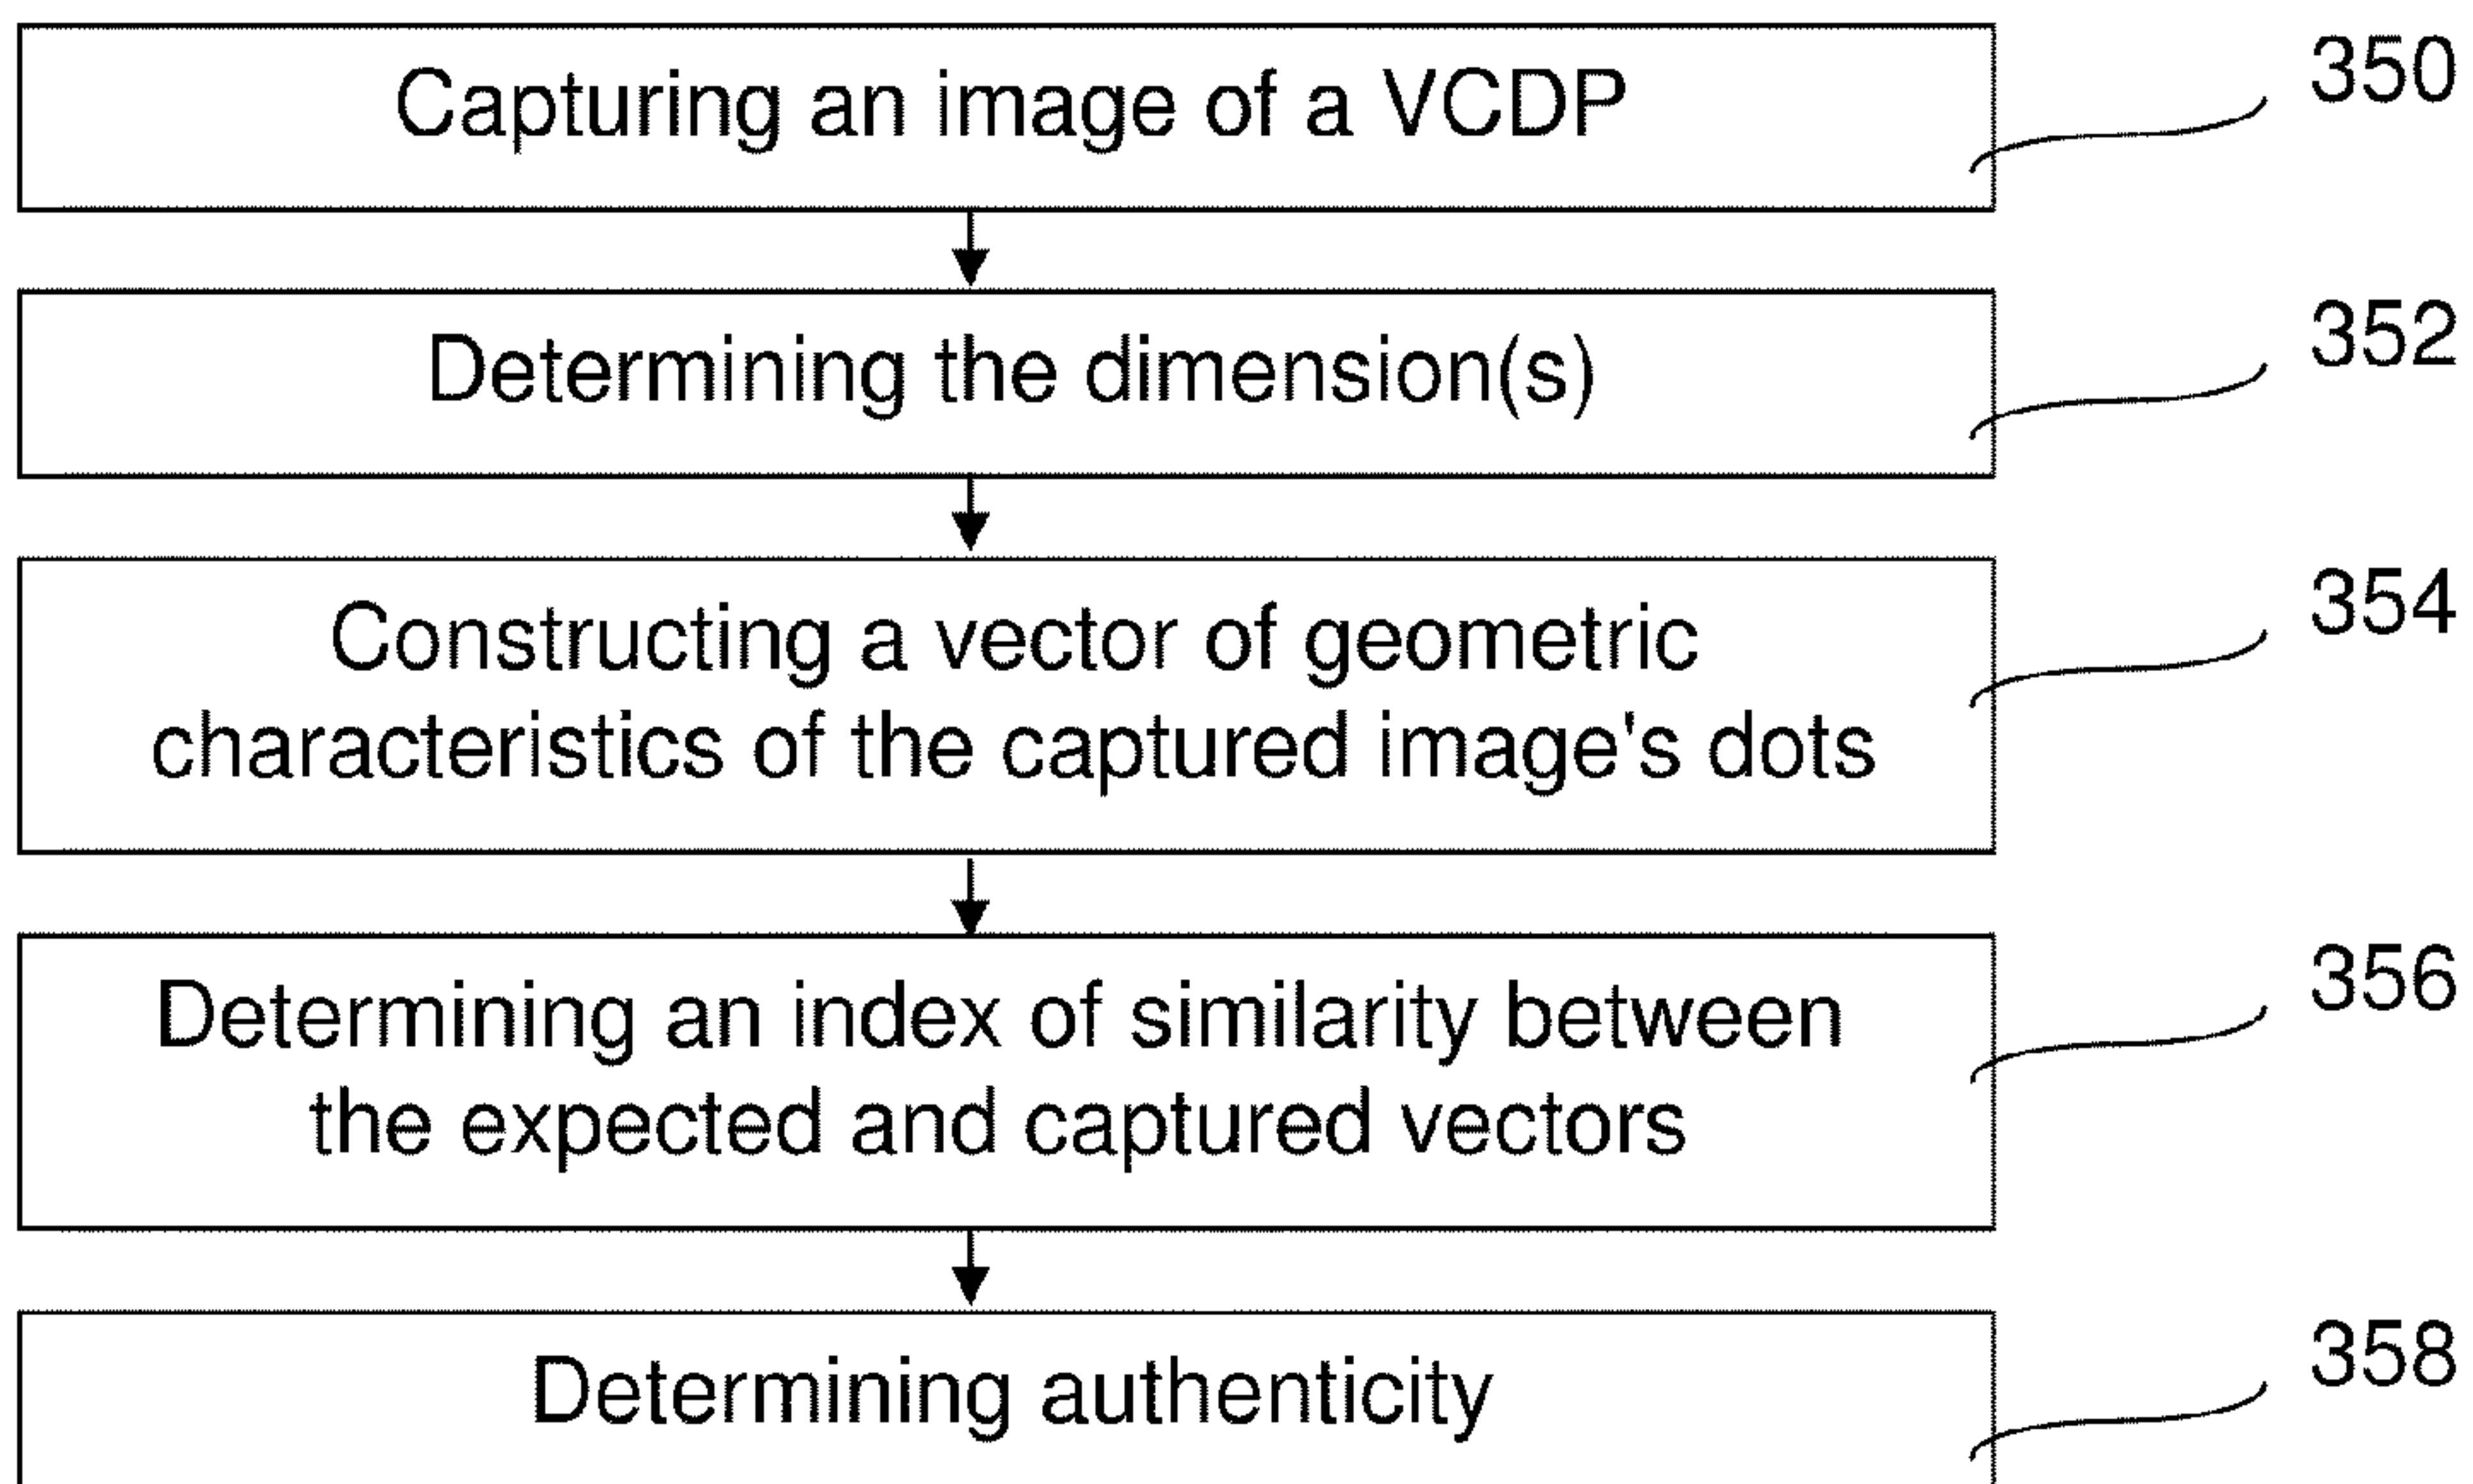 Capturing an image of a VCDP
350
Determining the dimension(s)
352
Constructing a vector of geometric
characteristics of the captured image's dots
354
Determining an index of similarity between
the expected and captured vectors
356
Determining authenticity
358